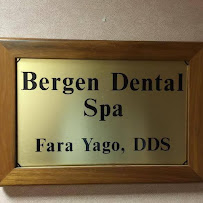 Bergen Dental
Spa
Fara Yago, DDS